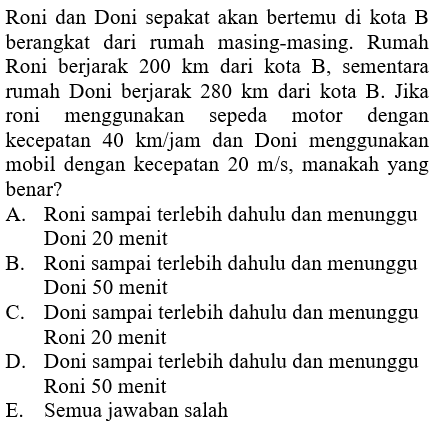 Roni dan Doni sepakat akan bertemu di kota B
berangkat dari rumah masing-masing. Rumah
Roni berjarak 200 km dari kota B, sementara
rumah Doni berjarak 280 km dari kota B. Jika
roni menggunakan sepeda motor dengan
kecepatan 40 km/jam dan Doni menggunakan
mobil dengan kecepatan 20 m/s, manakah yang
benar?
A. Roni sampai terlebih dahulu dan menunggu
Doni 20 menit
B. Roni sampai terlebih dahulu dan menunggu
Doni 50 menit
C. Doni sampai terlebih dahulu dan menunggu
Roni 20 menit
D. Doni sampai terlebih dahulu dan menunggu
Roni 50 menit
E. Semua jawaban salah